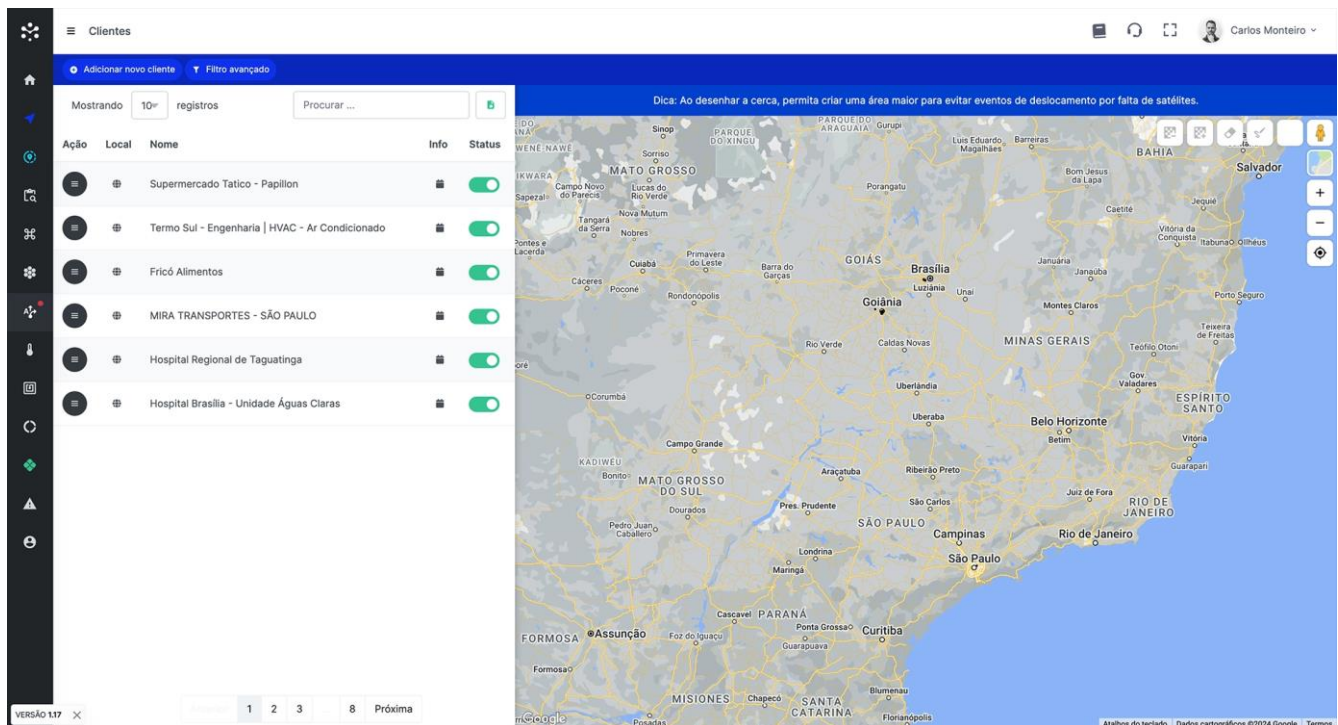 Clientes
Carlos Monteiro
Adicionar novo cliente
Filtro avançado
Mostrando 10 registros
Procurar ...
Dica: Ao desenhar a cerca, permita criar uma área maior para evitar eventos de deslocamento por falta de satélites.
Ação Local Nome Info Status
Supermercado Tatico - Papillon
Termo Sul - Engenharia | HVAC - Ar Condicionado
Fricó Alimentos
MIRA TRANSPORTES - SÃO PAULO
Hospital Regional de Taguatinga
Hospital Brasília - Unidade Águas Claras
1 2 3 8 Próxima
VERSÃO 1.17
Sinop
PARQUE
DO XINGU
PARQUE DO
ARAGUAIA
Gurupi
Luis Eduardo
Magalhães
Barreiras
BAHIA
Salvador
Sorriso
MATO GROSSO
Campo Novo
do Parecis
Lucas do
Rio Verde
Sapezal
Porangatu
Bom Jesus
da Lapa
Nova Mutum
Tangará
da Serra
Nobres
Caetité
Jequié
Vitória da
Conquista
Itabuna
Ilhéus
Pontes e
Lacerda
Cuiabá
Primavera
do Leste
Barra do
Garças
GOIÁS
Brasília
Januária
Janaúba
Cáceres
Poconé
Rondonópolis
Luziânia
Unai
Goiânia
Montes Claros
Porto Seguro
Rio Verde
Caldas Novas
MINAS GERAIS
Teófilo Otoni
Teixeira
de Freitas
Corumbá
Uberlândia
Gov.
Valadares
ESPÍRITO
SANTO
Uberaba
Belo Horizonte
Betim
Vitória
Campo Grande
KADIWÉU
Bonito
MATO GROSSO
DO SUL
Araçatuba
Ribeirão Preto
Guarapari
Dourados
Pres. Prudente
São Carlos
Juiz de Fora
RIO DE
JANEIRO
Pedro Juan
Caballero
SÃO PAULO
Campinas
Rio de Janeiro
Londrina
Maringá
São Paulo
Cascavel
PARANÁ
FORMOSA
Assunção
Foz do Iguaçu
Ponta Grossa
Guarapuava
Curitiba
Formosa
MISIONES
Chapecó
SANTA
CATARINA
Blumenau
Google
Posadas
Florianópolis
Atalhos do teclado
Dados cartográficos ©2024 Google
Termos